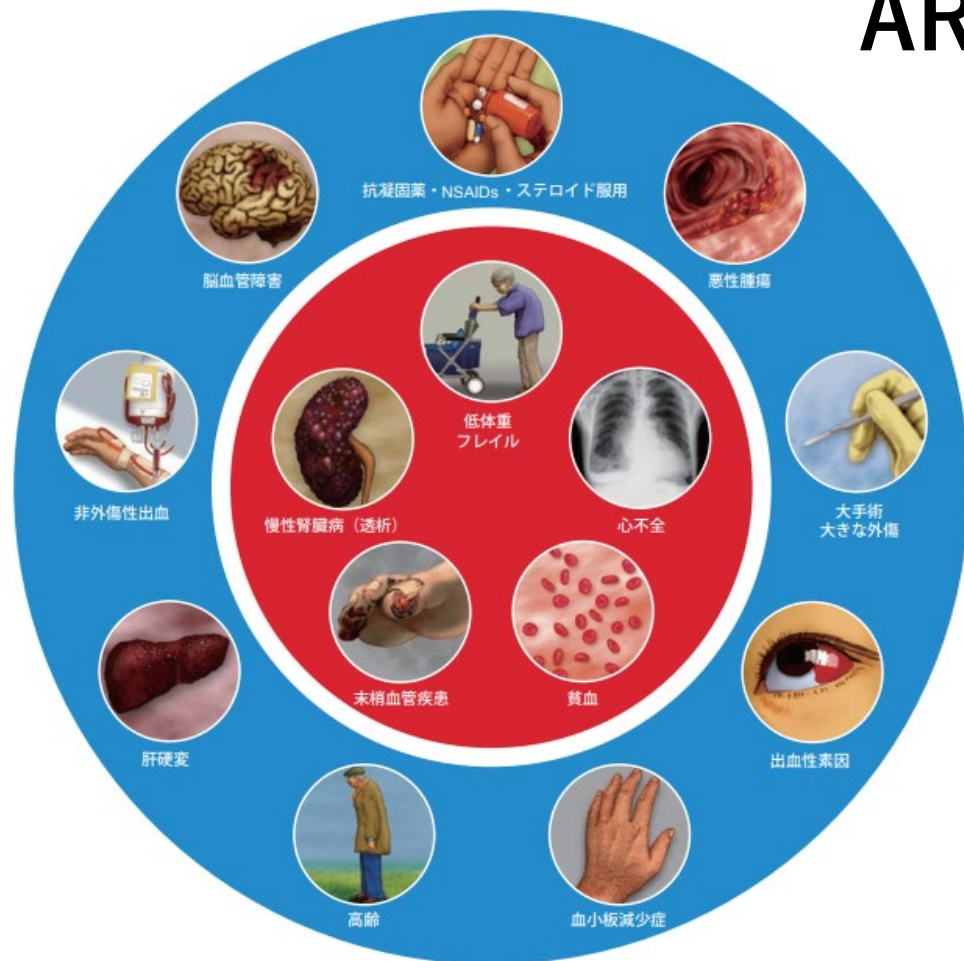 AR
抗凝固薬・NSAIDs・ステロイド服用
脳血管障害
悪性腫瘍
低体重
フレイル
非外傷性出血
慢性腎臓病（透析）
心不全
大手術
大きな外傷
末梢血管疾患
貧血
肝硬変
出血性素因
高齢
血小板減少症